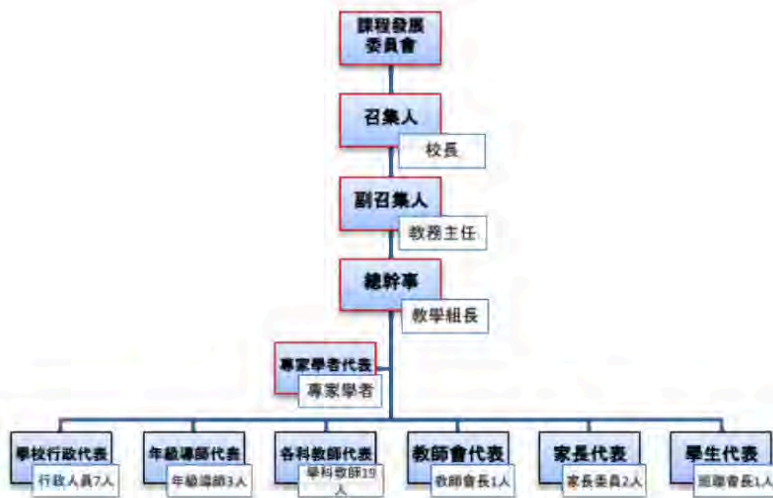 課程發展
委員會
召集人
校長
副召集人
教務主任
總幹事
教學組長
專家學者代表
專家學者
學校行政代表
行政人員7人
年級導師代表
年級導師3人
各科教師代表
學科教師19
人
教師會代表
教師會長1人
家長代表
家長委員2人
學生代表
班聯會長1人